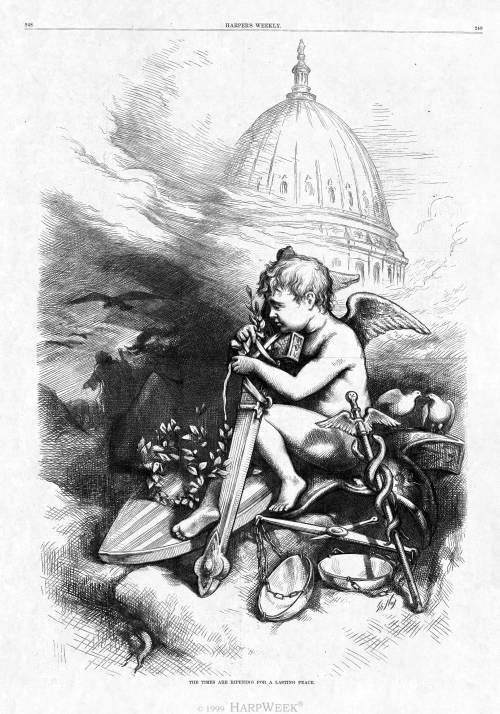 248
HARPER'S WEEKLY.
249
THE TIMES ARE RIPENING FOR A LASTING PEACE.
© 1999 HARPWEEK®